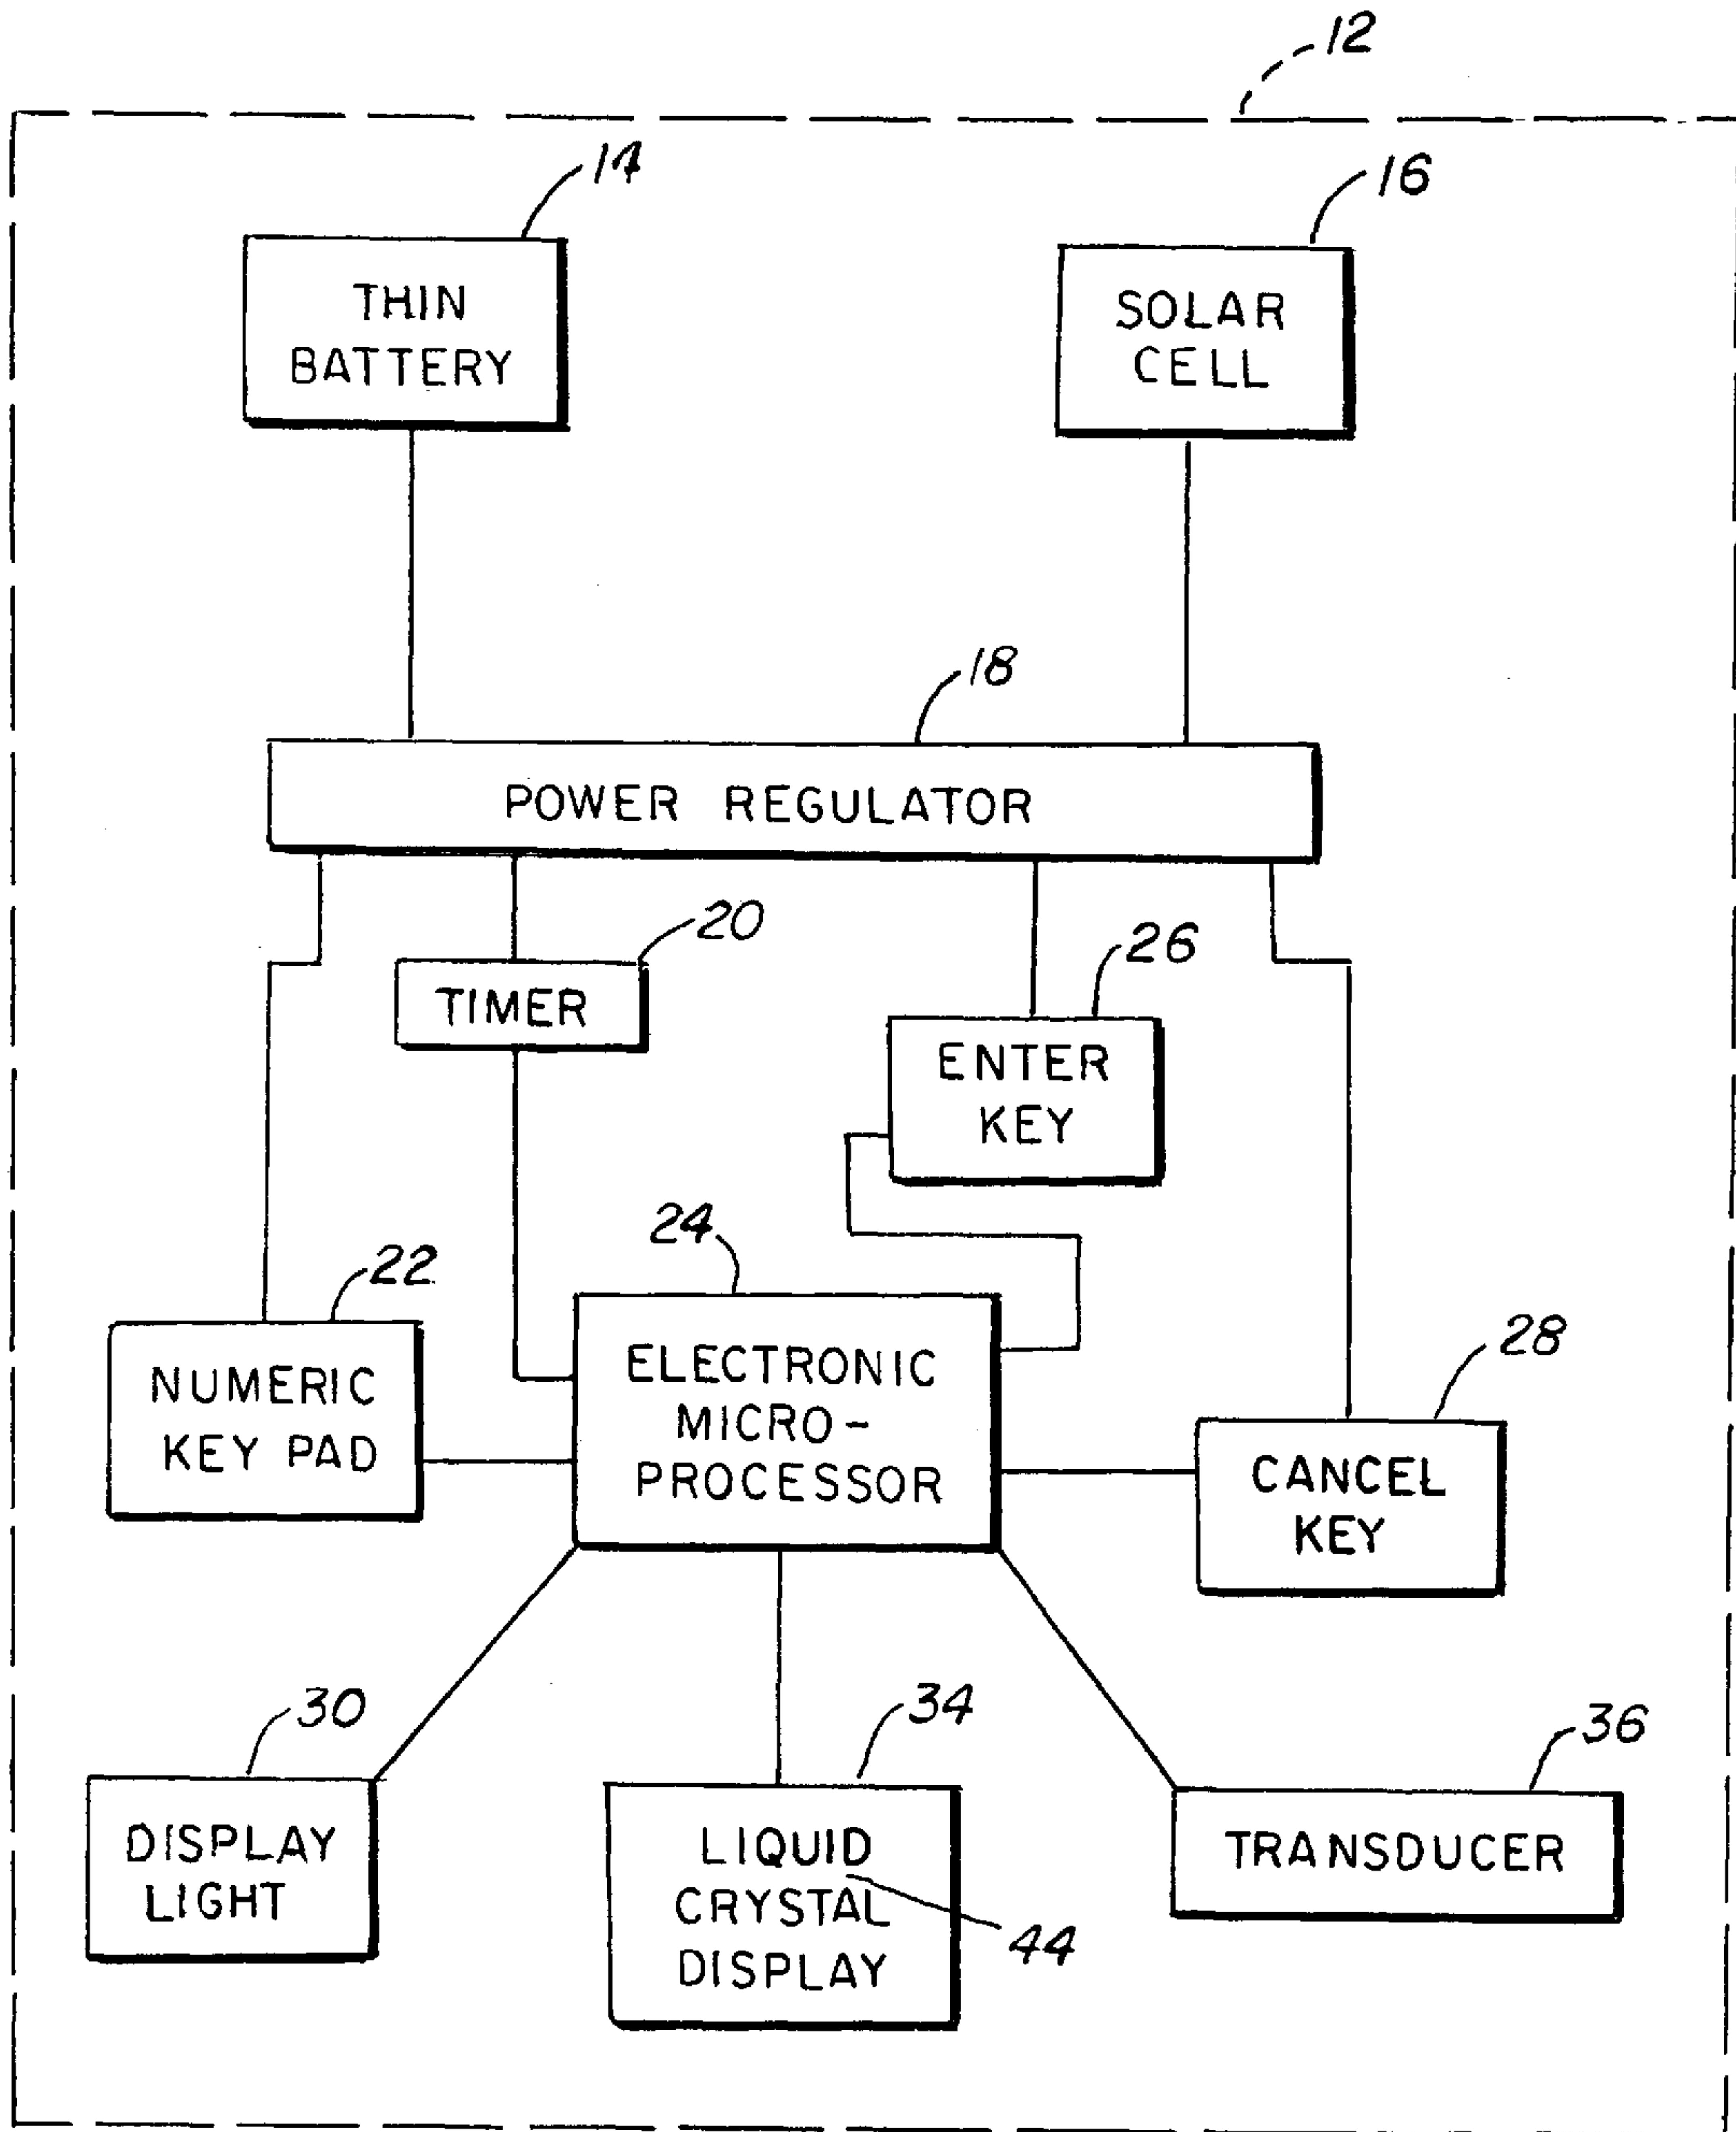 12
14
16
THIN
BATTERY
SOLAR
CELL
18
POWER REGULATOR
20
26
TIMER
ENTER
KEY
24
22
28
NUMERIC
KEY PAD
ELECTRONIC
MICRO-
PROCESSOR
CANCEL
KEY
30
34
36
DISPLAY
LIGHT
LIQUID
CRYSTAL
DISPLAY
44
TRANSDUCER